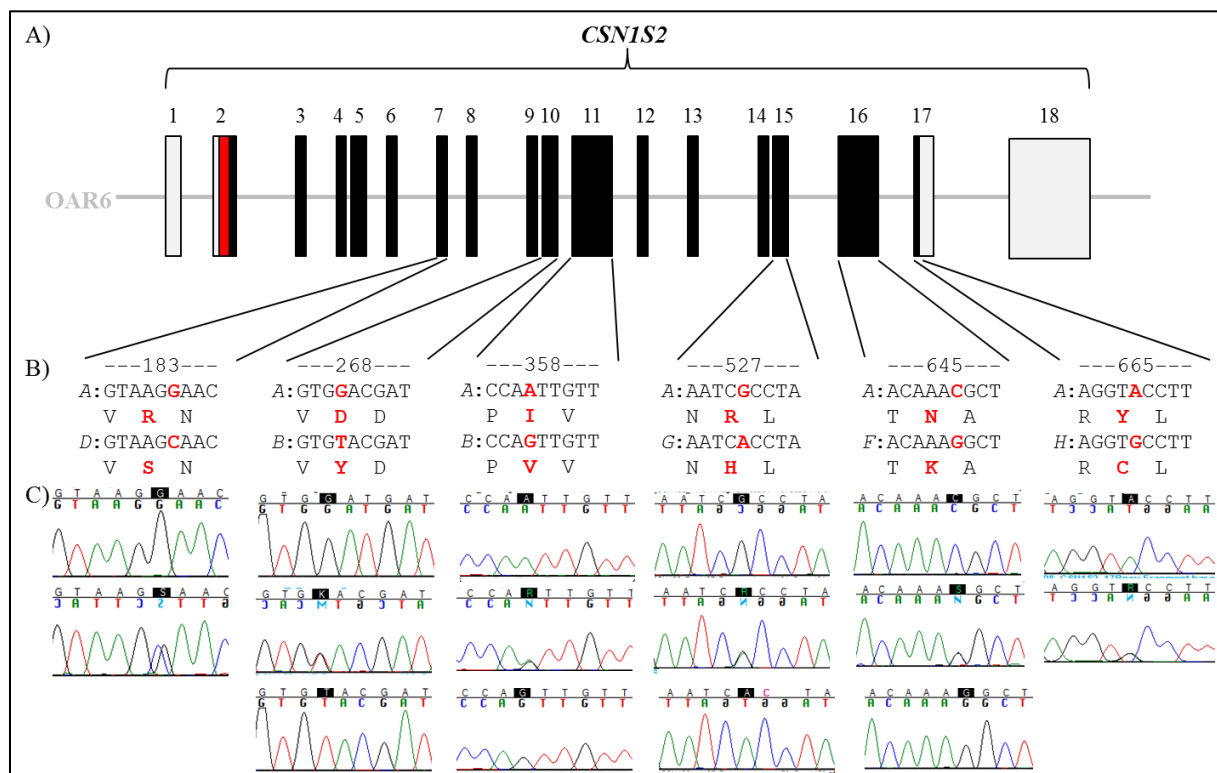 A)
CSN1S2
1 2 3 4 5 6 7 8 9 10 11 12 13 14 15 16 17 18
OAR6
B)
---183--- ---268--- ---358--- ---527--- ---645--- ---665---
A:GTAAGGAAC A:GTGGACGAT A:CCAATTGTT A:AATCGCCTA A:ACAAACGCT A:AGGTACCTT
V R N V D D P I V N R L T N A R Y L
D:GTAAGCAAC B:GTGTACGAT B:CCAGTTGTT G:AATCACCTA F:ACAAAGGCT H:AGGTGCCTT
V S N V Y D P V V N H L T K A R C L
C)
G T A A G G A A C G T G G A T G A T C C A A T T G T T A A T C G C C T A A C A A A C G C T A G G T A C C T T
G T A A G G A A C G T G G A T G A T C C A A T T G T T T T A G C G G A T A C A A A C G C T T C C A T G G A A
G T A A G S A A C G T G K A C G A T C C A R T T G T T A A T C R C C T A A C A A A S G C T A G G T R C C T T
G T G T A C G A T C C A G T T G T T A A T C A C T A A C A A A G G C T
G T G T A C G A T C C A G T T G T T T T A G T G G A T A C A A A G G C T